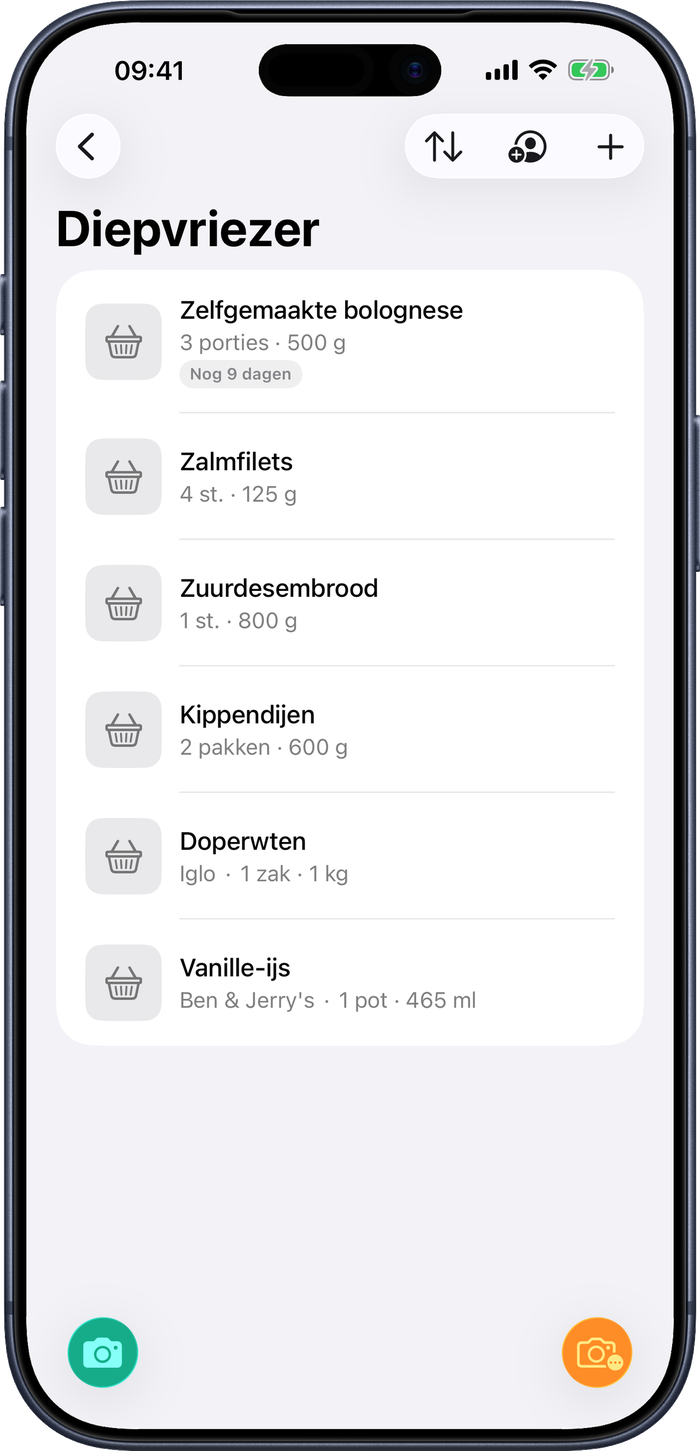 09:41
Diepvriezer
Zelfgemaakte bolognese
3 porties · 500 g
Nog 9 dagen
Zalmfilets
4 st. · 125 g
Zuurdesembrood
1 st. · 800 g
Kippendijen
2 pakken · 600 g
Doperwten
Iglo · 1 zak · 1 kg
Vanille-ijs
Ben & Jerry's · 1 pot · 465 ml